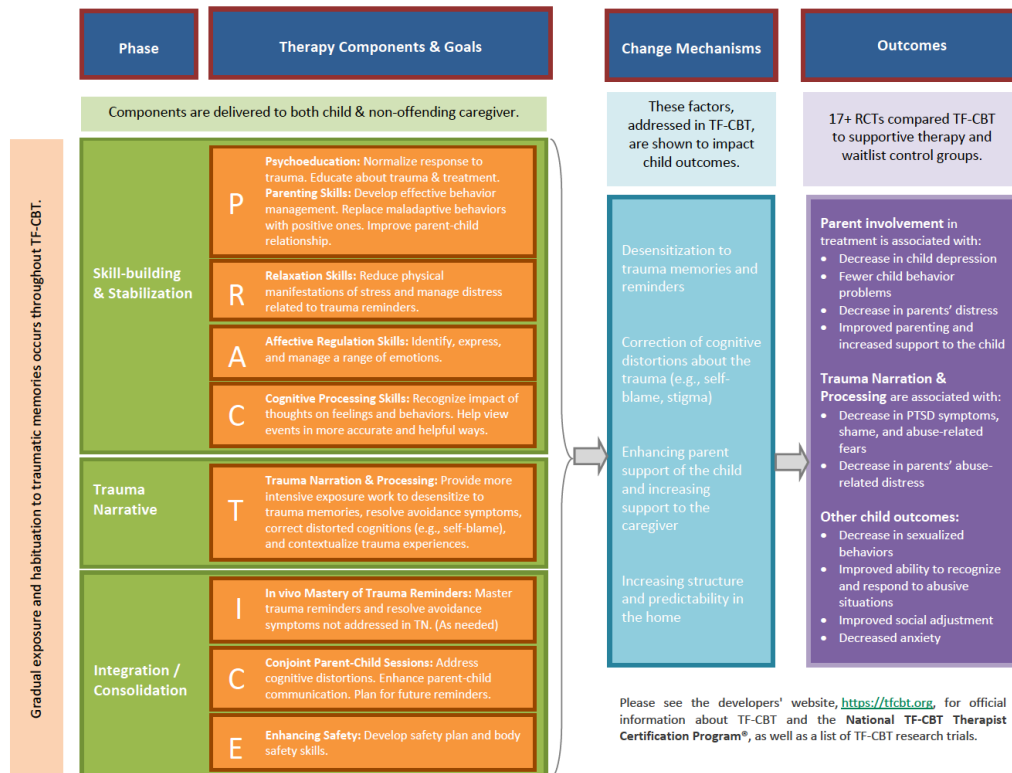 Phase
Therapy Components & Goals
Change Mechanisms
Outcomes
Components are delivered to both child & non-offending caregiver.
These factors,
addressed in TF-CBT,
are shown to impact
child outcomes.
17+ RCTs compared TF-CBT
to supportive therapy and
waitlist control groups.
Gradual exposure and habituation to traumatic memories occurs throughout TF-CBT.
Skill-building
& Stabilization
P
Psychoeducation: Normalize response to
trauma. Educate about trauma & treatment.
Parenting Skills: Develop effective behavior
management. Replace maladaptive behaviors
with positive ones. Improve parent-child
relationship.
R
Relaxation Skills: Reduce physical
manifestations of stress and manage distress
related to trauma reminders.
A
Affective Regulation Skills: Identify, express,
and manage a range of emotions.
C
Cognitive Processing Skills: Recognize impact of
thoughts on feelings and behaviors. Help view
events in more accurate and helpful ways.
Trauma
Narrative
T
Trauma Narration & Processing: Provide more
intensive exposure work to desensitize to
trauma memories, resolve avoidance symptoms,
correct distorted cognitions (e.g., self-blame),
and contextualize trauma experiences.
Integration /
Consolidation
I
In vivo Mastery of Trauma Reminders: Master
trauma reminders and resolve avoidance
symptoms not addressed in TN. (As needed)
C
Conjoint Parent-Child Sessions: Address
cognitive distortions. Enhance parent-child
communication. Plan for future reminders.
E
Enhancing Safety: Develop safety plan and body
safety skills.
Desensitization to
trauma memories and
reminders
Correction of cognitive
distortions about the
trauma (e.g., self-
blame, stigma)
Enhancing parent
support of the child
and increasing
support to the
caregiver
Increasing structure
and predictability in
the home
Parent involvement in
treatment is associated with:
• Decrease in child depression
• Fewer child behavior
problems
• Decrease in parents' distress
• Improved parenting and
increased support to the child
Trauma Narration &
Processing are associated with:
• Decrease in PTSD symptoms,
shame, and abuse-related
fears
• Decrease in parents' abuse-
related distress
Other child outcomes:
• Decrease in sexualized
behaviors
• Improved ability to recognize
and respond to abusive
situations
• Improved social adjustment
• Decreased anxiety
Please see the developers' website, https://tfcbt.org, for official
information about TF-CBT and the National TF-CBT Therapist
Certification Program®, as well as a list of TF-CBT research trials.